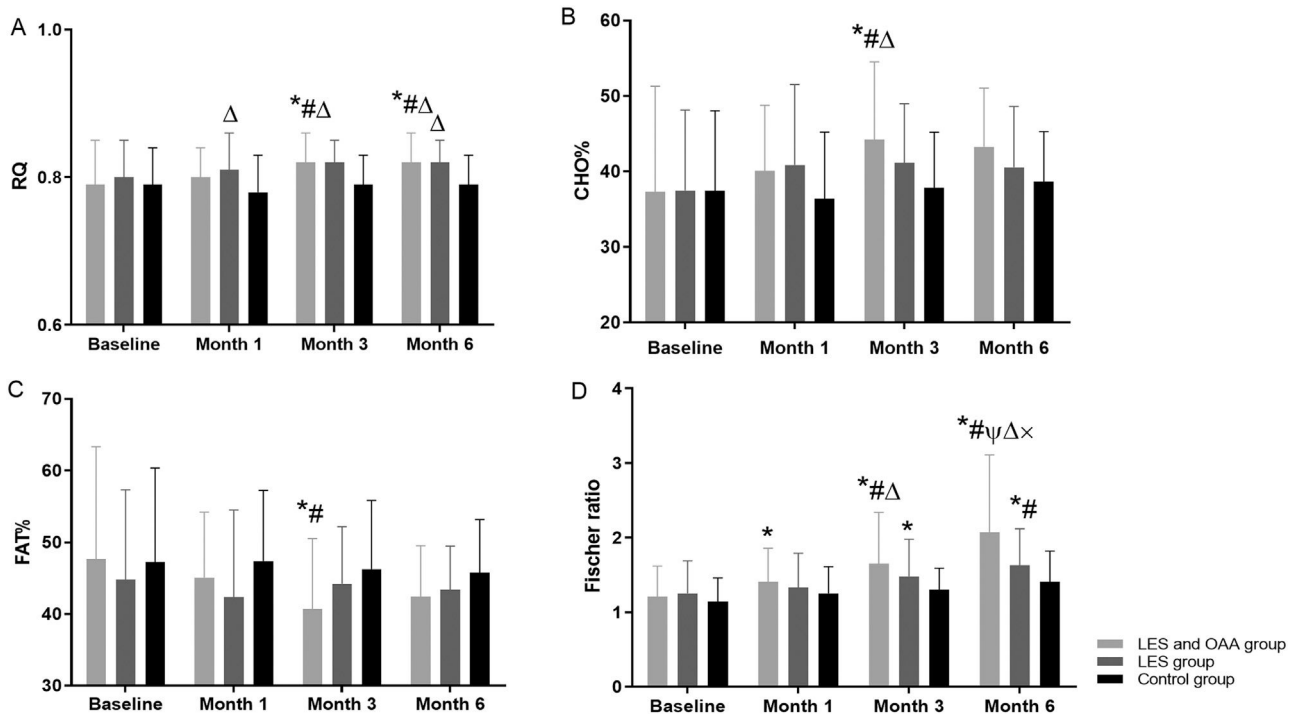 A
RQ
1.0
0.8
0.6
Δ
*#Δ
*#Δ
Δ
Baseline Month 1 Month 3 Month 6
B
CHO%
60
50
40
30
20
*#Δ
Baseline Month 1 Month 3 Month 6
C
FAT%
70
60
50
40
30
*#
Baseline Month 1 Month 3 Month 6
D
Fischer ratio
4
3
2
1
0
*
*#Δ
*
*#ψΔ×
*#
Baseline Month 1 Month 3 Month 6
LES and OAA group
LES group
Control group